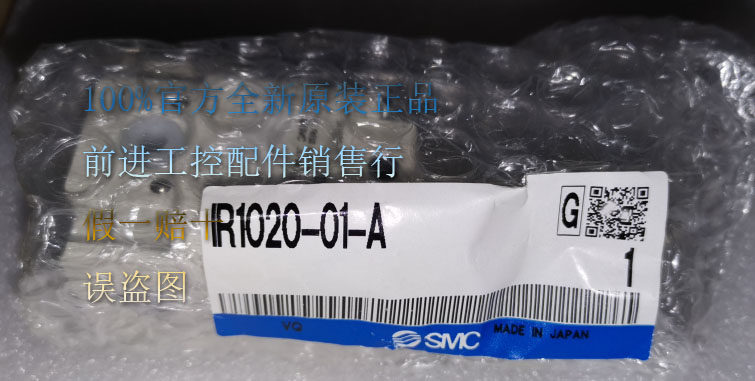 100%官方全新原装正品
前进工控配件销售行
假一赔十
误盗图
IR1020-01-A
G
1
VQ
SMC
MADE IN JAPAN